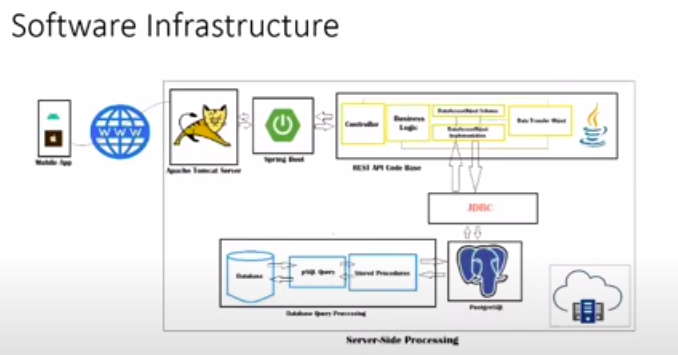 Software Infrastructure
WWW
Mobile App
Apache Tomcat Server
Spring Boot
Controller
Business
Logic
DataAccessObject Schema
DataAccessObject
Implementation
Data Transfer Object
REST API Code Base
JDBC
Database
pSQL Query
Stored Procedures
PostgreSQL
Database Query Processing
Server-Side Processing